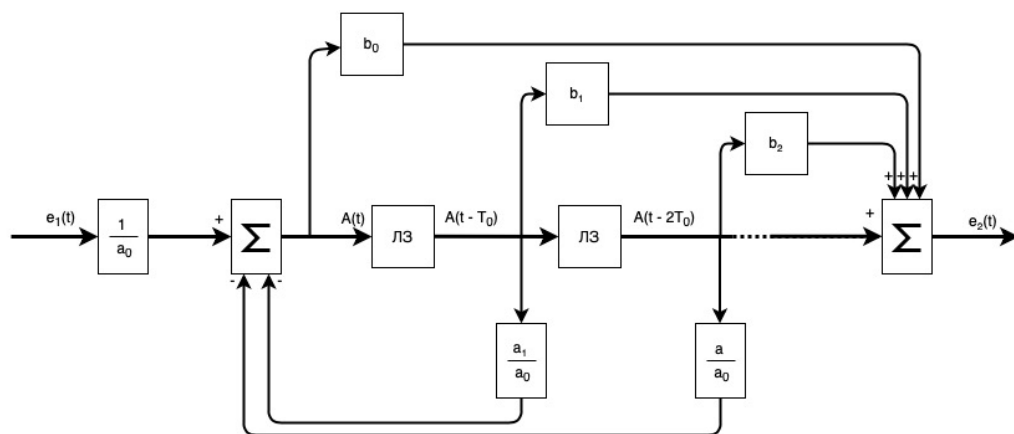 b₀
b₁
b₂
e₁(t)
1
a₀
+
Σ
A(t)
ЛЗ
A(t - T₀)
ЛЗ
A(t - 2T₀)
+++
+
Σ
e₂(t)
- -
a₁
a₀
a
a₀